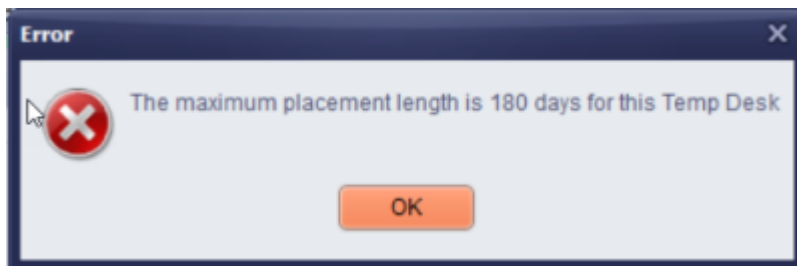 Error
The maximum placement length is 180 days for this Temp Desk
OK